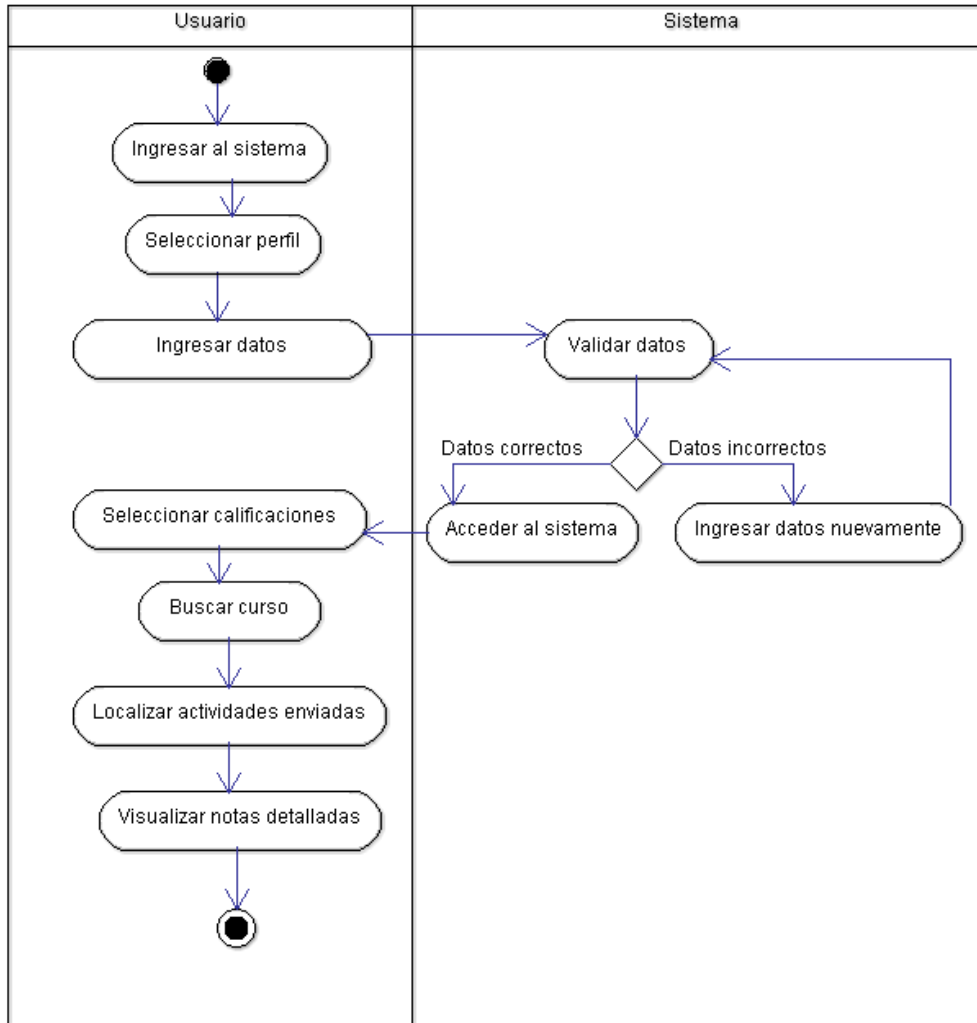 Usuario
Sistema
Ingresar al sistema
Seleccionar perfil
Ingresar datos
Validar datos
Datos correctos
Datos incorrectos
Seleccionar calificaciones
Acceder al sistema
Ingresar datos nuevamente
Buscar curso
Localizar actividades enviadas
Visualizar notas detalladas